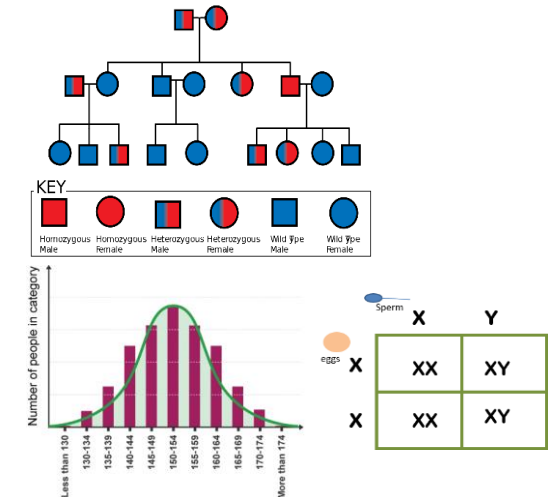 KEY
Homozygous Homozygous Heterozygous Heterozygous Wild Type Wild Type
Male Female Male Female Male Female
Number of people in category
Less than 130
130-134
135-139
140-144
145-149
150-154
155-159
160-164
165-169
170-174
More than 174
Sperm
X Y
eggs
X XX XY
X XX XY